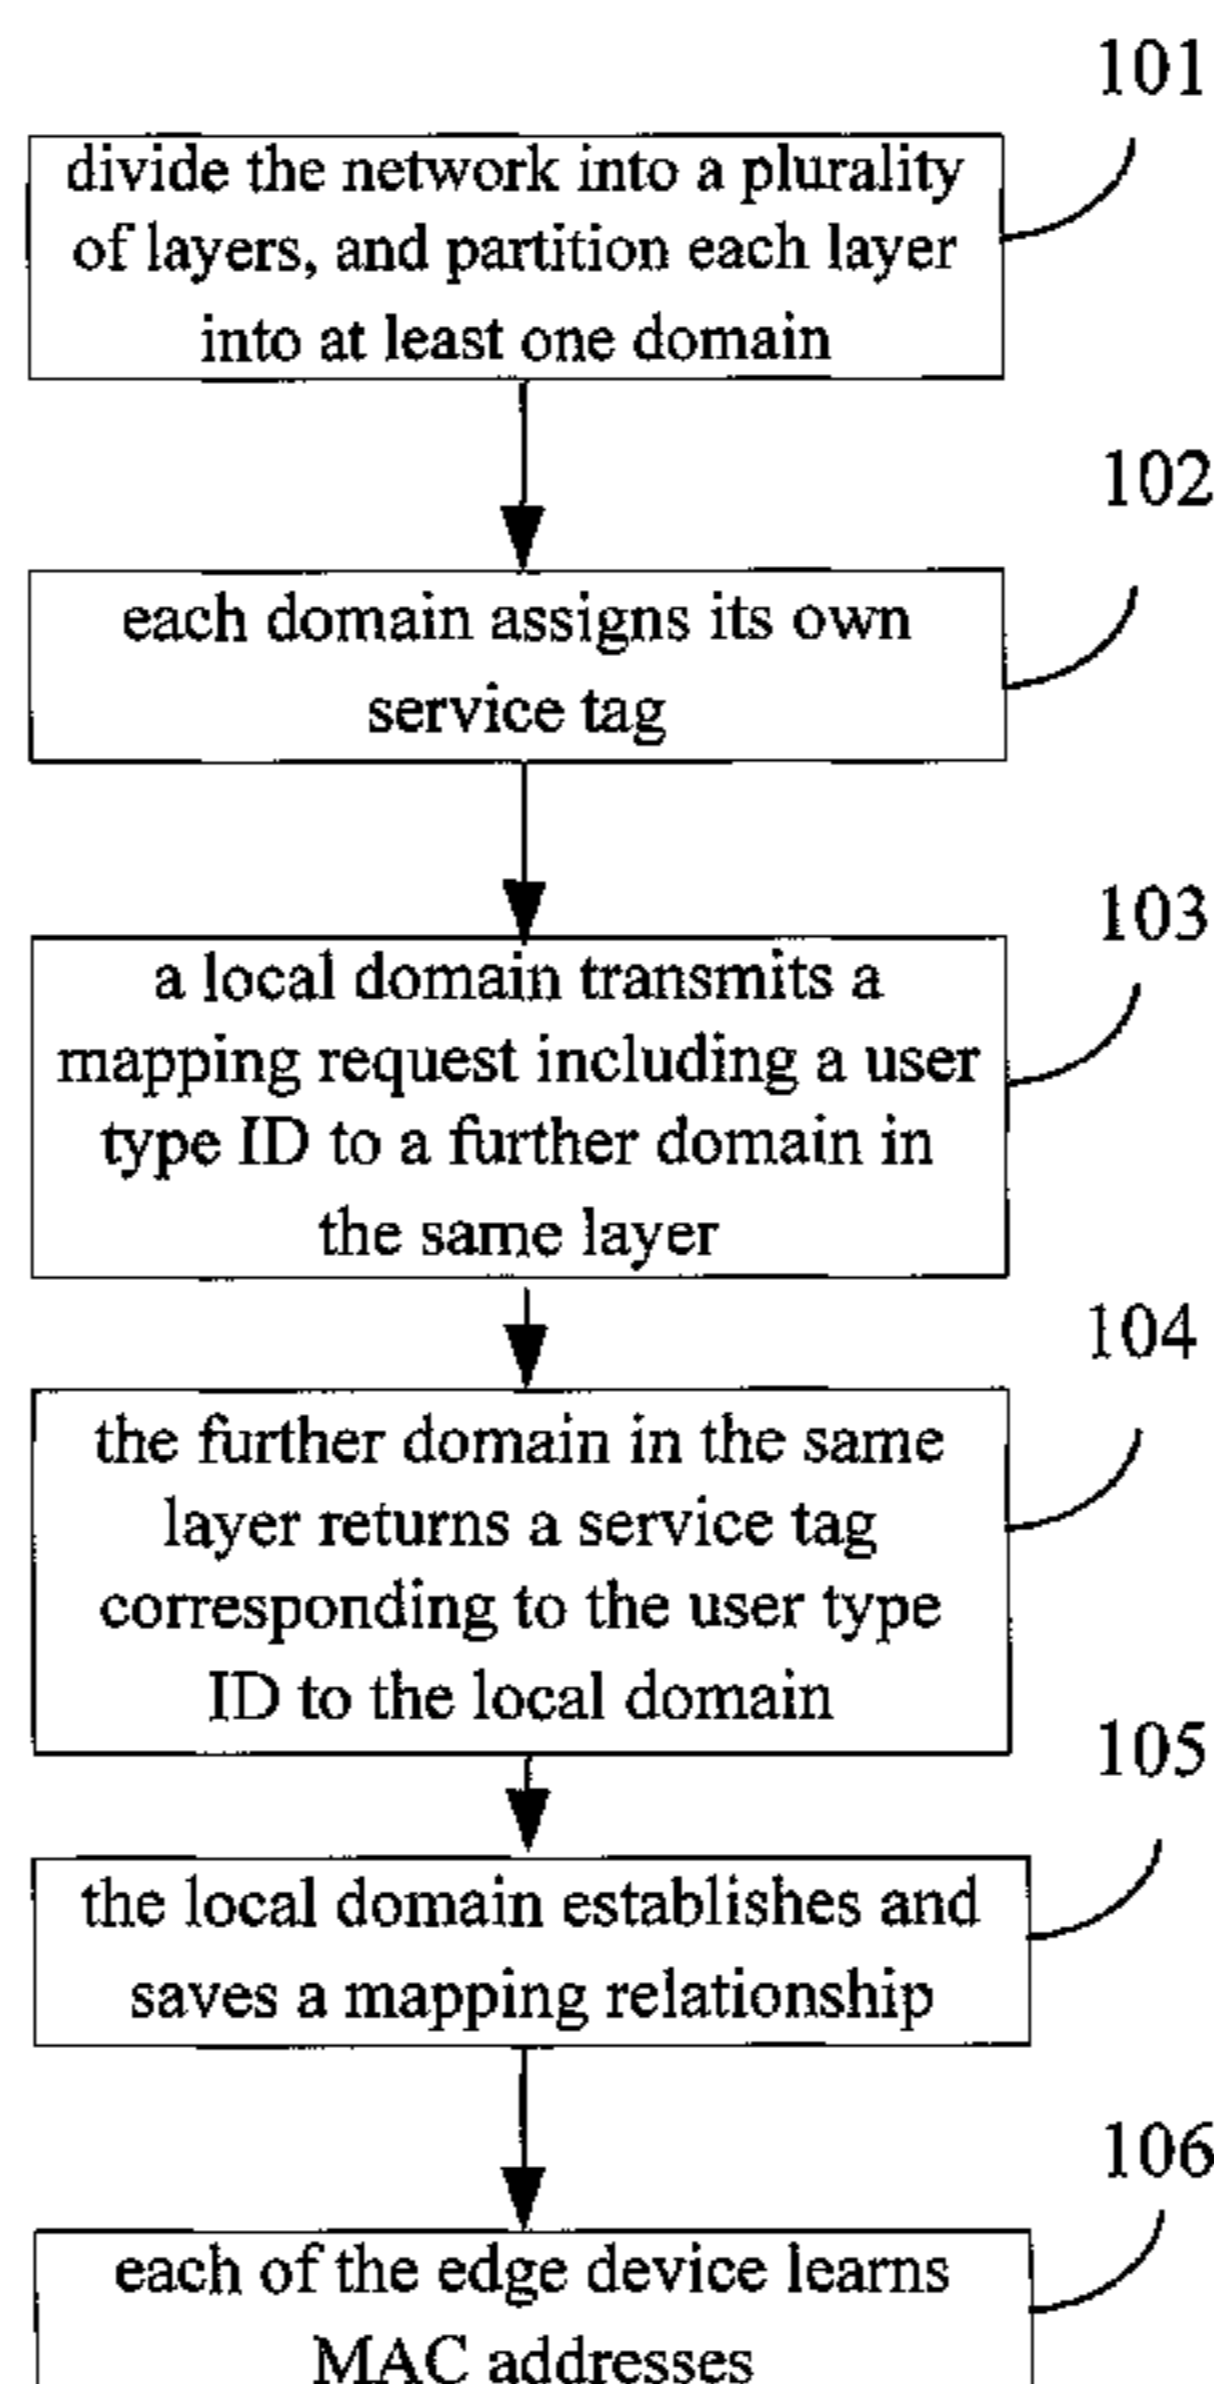 101
divide the network into a plurality
of layers, and partition each layer
into at least one domain
102
each domain assigns its own
service tag
103
a local domain transmits a
mapping request including a user
type ID to a further domain in
the same layer
104
the further domain in the same
layer returns a service tag
corresponding to the user type
ID to the local domain
105
the local domain establishes and
saves a mapping relationship
106
each of the edge device learns
MAC addresses